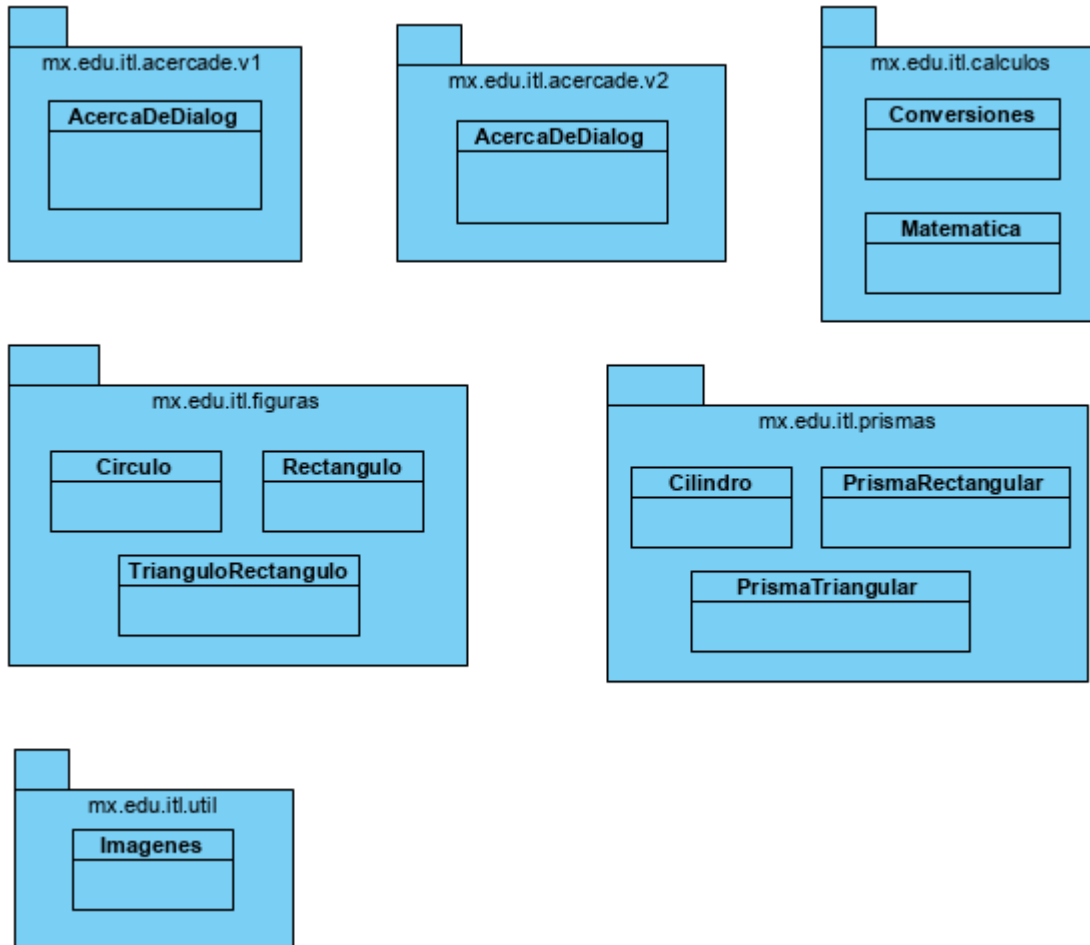 mx.edu.itl.acercade.v1
AcercaDeDialog
mx.edu.itl.acercade.v2
AcercaDeDialog
mx.edu.itl.calculos
Conversiones
Matematica
mx.edu.itl.figuras
Circulo
Rectangulo
TrianguloRectangulo
mx.edu.itl.prismas
Cilindro
PrismaRectangular
PrismaTriangular
mx.edu.itl.util
Imagenes